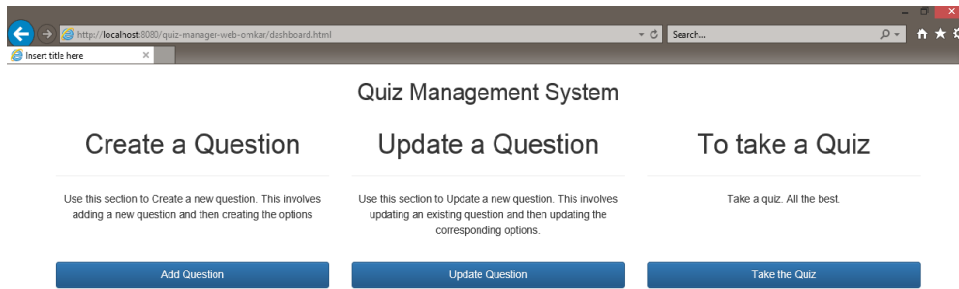 http://localhost:8080/quiz-manager-web-omkar/dashboard.html
Search...
Insert title here
Quiz Management System
Create a Question
Use this section to Create a new question. This involves
adding a new question and then creating the options
Add Question
Update a Question
Use this section to Update a new question. This involves
updating an existing question and then updating the
corresponding options.
Update Question
To take a Quiz
Take a quiz. All the best.
Take the Quiz